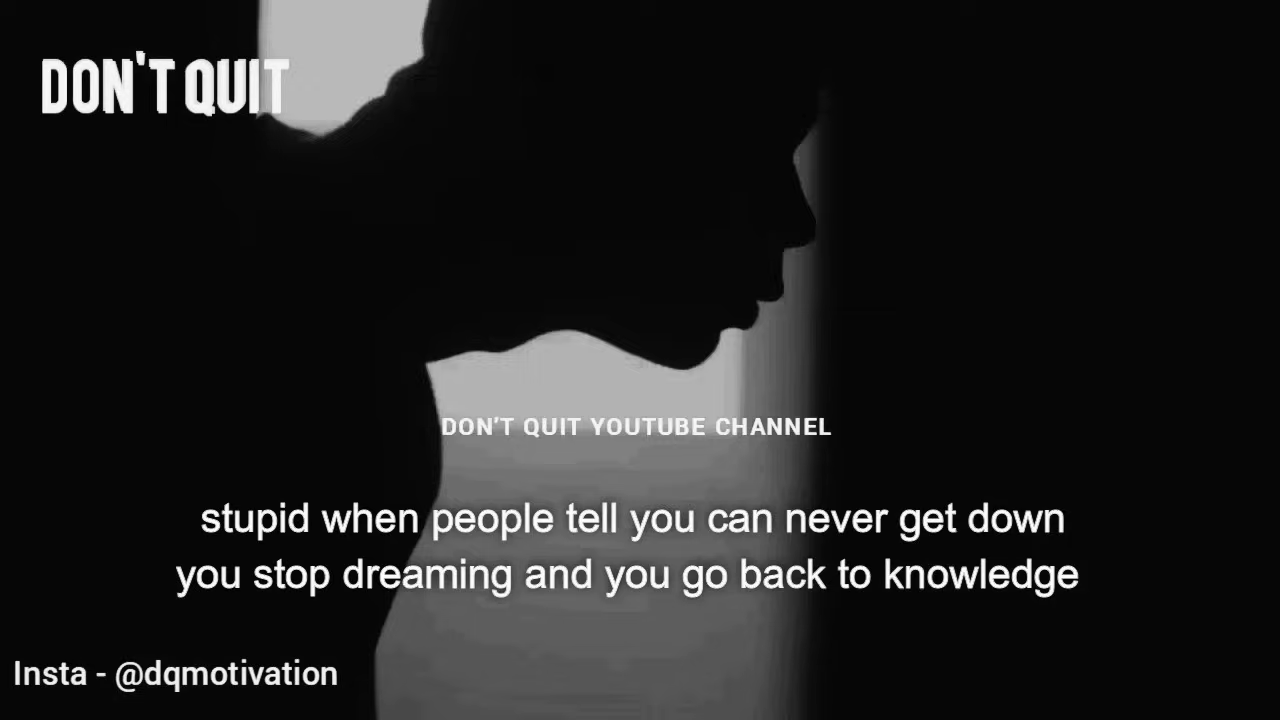 DON'T QUIT
DON'T QUIT YOUTUBE CHANNEL
stupid when people tell you can never get down
you stop dreaming and you go back to knowledge
Insta - @dqmotivation